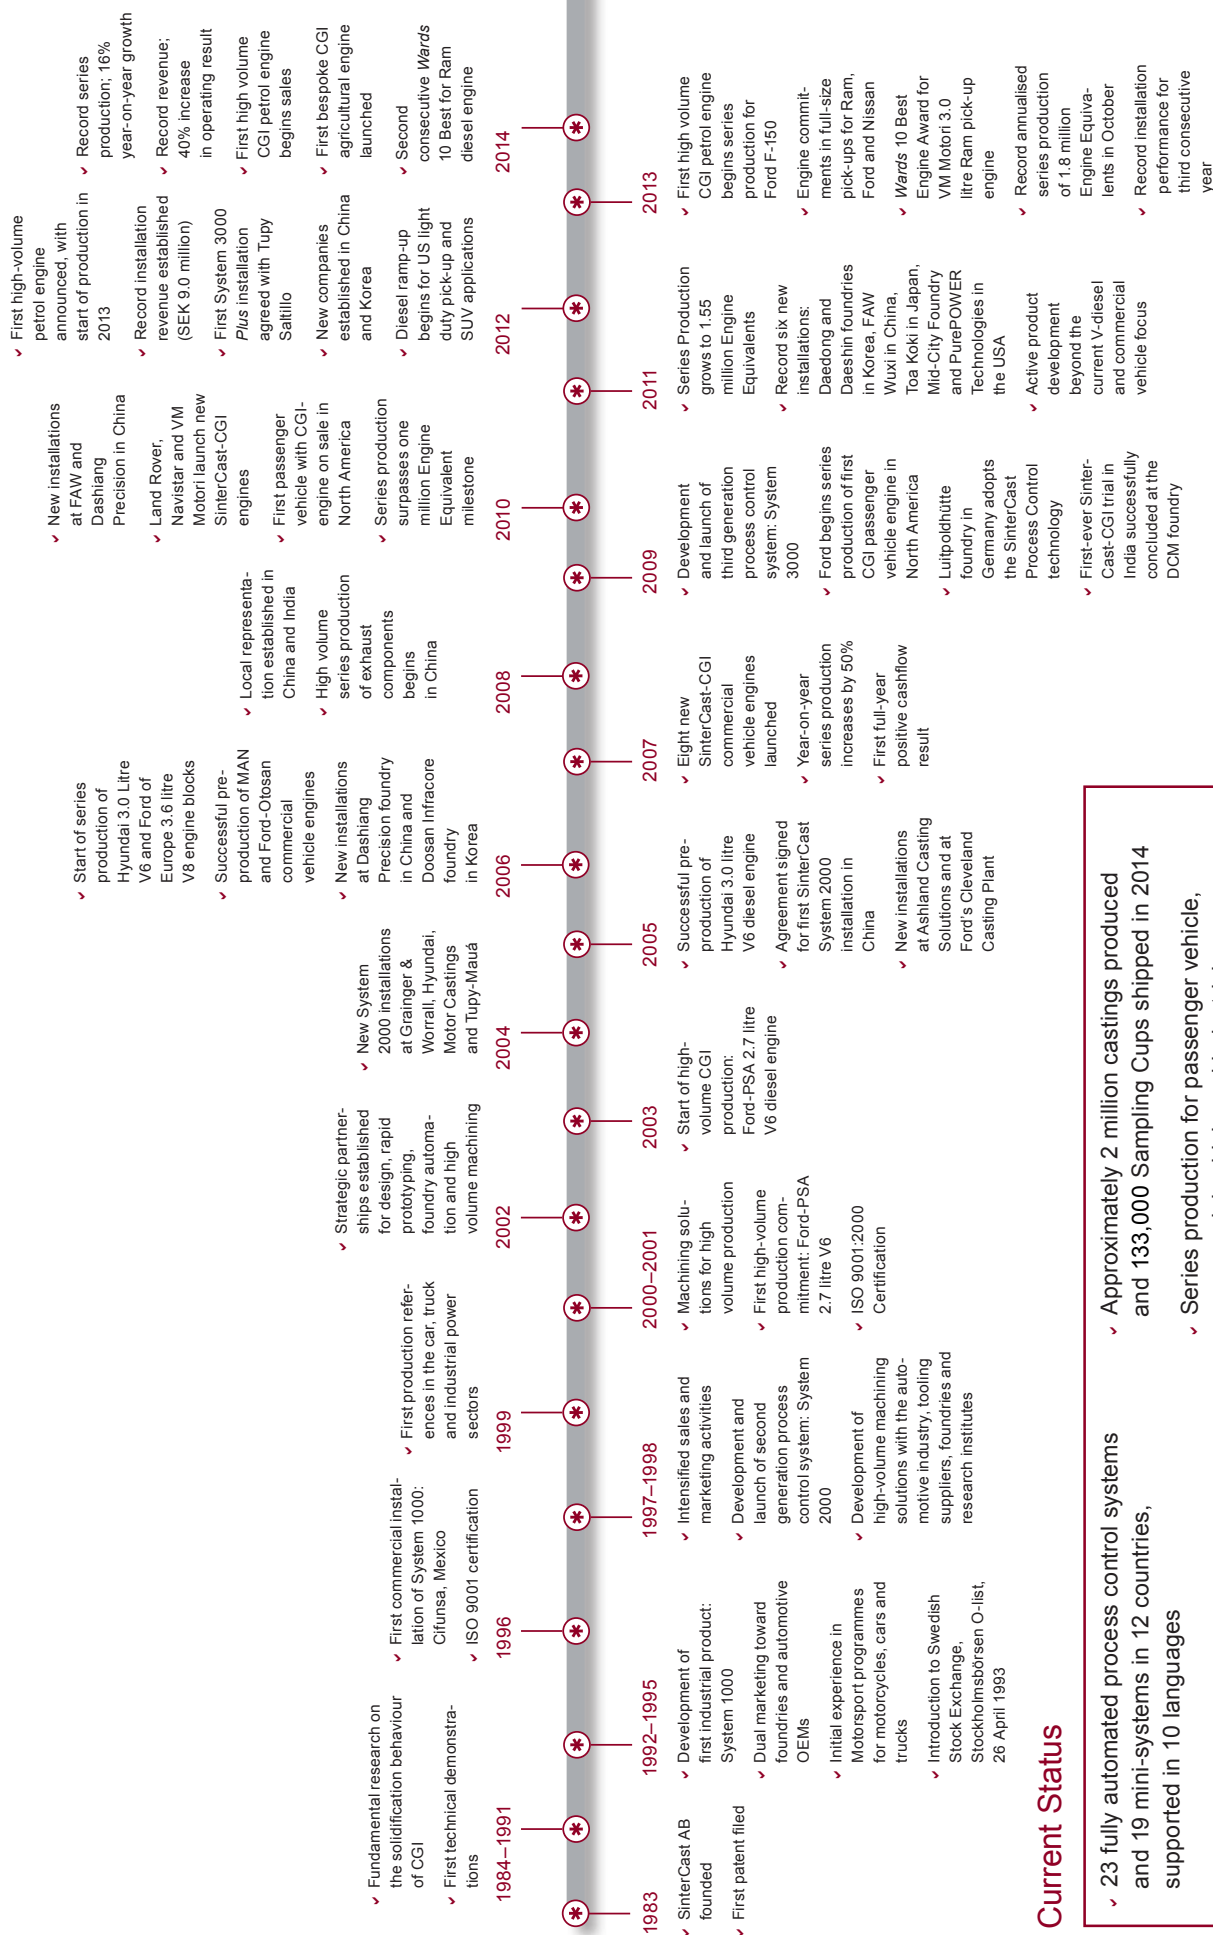 1983
SinterCast AB
founded
First patent filed
Fundamental research on
the solidification behaviour
of CGI
First technical demonstra-
tions
1984–1991
1992–1995
Development of
first industrial product:
System 1000
Dual marketing toward
foundries and automotive
OEMs
Initial experience in
Motorsport programmes
for motorcycles, cars and
trucks
Introduction to Swedish
Stock Exchange,
Stockholmsbörsen O-list,
26 April 1993
First commercial instal-
lation of System 1000:
Cifunsa, Mexico
ISO 9001 certification
1996
1997–1998
Intensified sales and
marketing activities
Development and
launch of second
generation process
control system: System
2000
Development of
high-volume machining
solutions with the auto-
motive industry, tooling
suppliers, foundries and
research institutes
First production refer-
ences in the car, truck
and industrial power
sectors
1999
2000–2001
Machining solu-
tions for high
volume production
First high-volume
production com-
mitment: Ford-PSA
2.7 litre V6
ISO 9001:2000
Certification
Strategic partner-
ships established
for design, rapid
prototyping,
foundry automa-
tion and high
volume machining
2002
2003
Start of high-
volume CGI
production:
Ford-PSA 2.7 litre
V6 diesel engine
New System
2000 installations
at Grainger &
Worrall, Hyundai,
Motor Castings
and Tupy-Mauá
2004
2005
Successful pre-
production of
Hyundai 3.0 litre
V6 diesel engine
Agreement signed
for first SinterCast
System 2000
installation in
China
New installations
at Ashland Casting
Solutions and at
Ford's Cleveland
Casting Plant
Start of series
production of
Hyundai 3.0 Litre
V6 and Ford of
Europe 3.6 litre
V8 engine blocks
Successful pre-
production of MAN
and Ford-Otosan
commercial
vehicle engines
New installations
at Dashiang
Precision foundry
in China and
Doosan Infracore
foundry
in Korea
2006
2007
Eight new
SinterCast-CGI
commercial
vehicle engines
launched
Year-on-year
series production
increases by 50%
First full-year
positive cashflow
result
Local representa-
tion established in
China and India
High volume
series production
of exhaust
components
begins
in China
2008
2009
Development
and launch of
third generation
process control
system: System
3000
Ford begins series
production of first
CGI passenger
vehicle engine in
North America
Luitpoldhütte
foundry in
Germany adopts
the SinterCast
Process Control
technology
First-ever Sinter-
Cast-CGI trial in
India successfully
concluded at the
DCM foundry
New installations
at FAW and
Dashiang
Precision in China
Land Rover,
Navistar and VM
Motori launch new
SinterCast-CGI
engines
First passenger
vehicle with CGI-
engine on sale in
North America
Series production
surpasses one
million Engine
Equivalent
milestone
2010
2011
Series Production
grows to 1.55
million Engine
Equivalents
Record six new
installations:
Daedong and
Daeshin foundries
in Korea, FAW
Wuxi in China,
Toa Koki in Japan,
Mid-City Foundry
and PurePOWER
Technologies in
the USA
Active product
development
beyond the
current V-diesel
and commercial
vehicle focus
First high-volume
petrol engine
announced, with
start of production in
2013
Record installation
revenue established
(SEK 9.0 million)
First System 3000
Plus installation
agreed with Tupy
Saltillo
New companies
established in China
and Korea
Diesel ramp-up
begins for US light
duty pick-up and
SUV applications
2012
2013
First high volume
CGI petrol engine
begins series
production for
Ford F-150
Engine commit-
ments in full-size
pick-ups for Ram,
Ford and Nissan
Wards 10 Best
Engine Award for
VM Motori 3.0
litre Ram pick-up
engine
Record annualised
series production
of 1.8 million
Engine Equiva-
lents in October
Record installation
performance for
third consecutive
year
Record series
production; 16%
year-on-year growth
Record revenue;
40% increase
in operating result
First high volume
CGI petrol engine
begins sales
First bespoke CGI
agricultural engine
launched
Second
consecutive Wards
10 Best for Ram
diesel engine
2014
Current Status
23 fully automated process control systems
and 19 mini-systems in 12 countries,
supported in 10 languages
Approximately 2 million castings produced
and 133,000 Sampling Cups shipped in 2014
Series production for passenger vehicle,